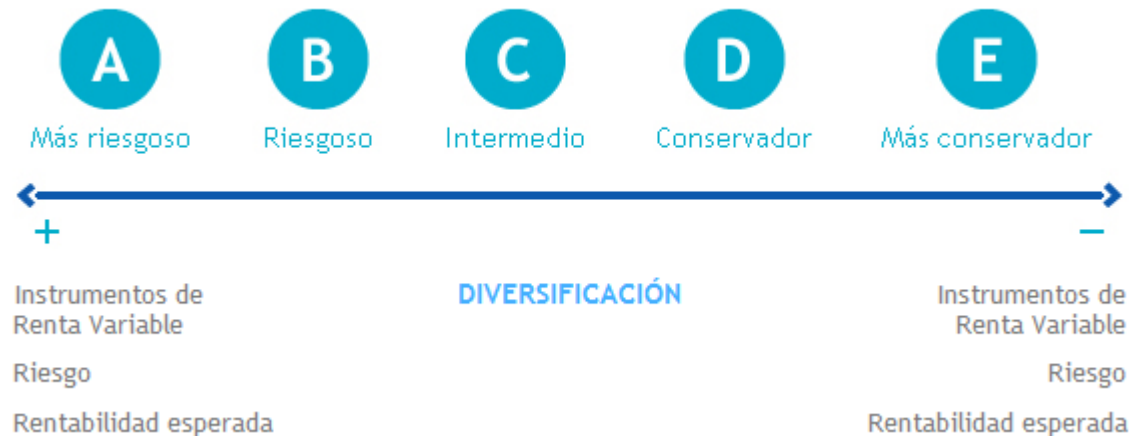 A B C D E
Más riesgoso Riesgoso Intermedio Conservador Más conservador
+ −
Instrumentos de DIVERSIFICACIÓN Instrumentos de
Renta Variable Renta Variable
Riesgo Riesgo
Rentabilidad esperada Rentabilidad esperada